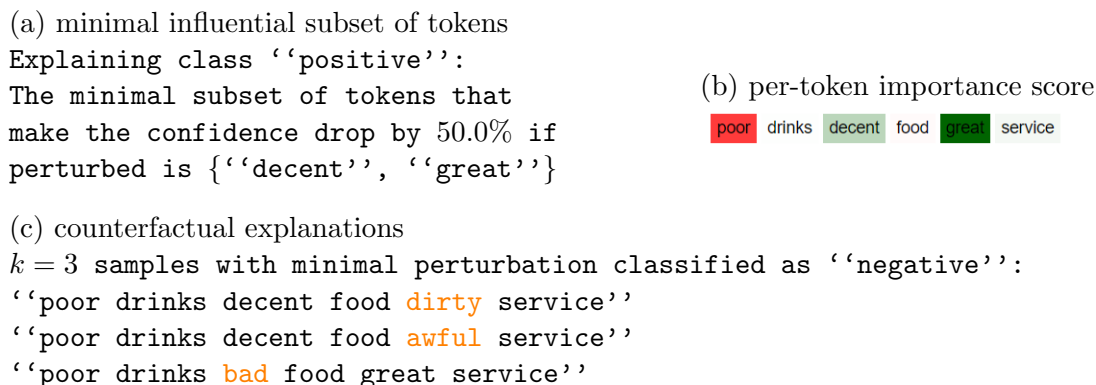 (a) minimal influential subset of tokens
Explaining class ‘‘positive’’:
The minimal subset of tokens that
make the confidence drop by 50.0% if
perturbed is {‘‘decent’’, ‘‘great’’}
(b) per-token importance score
poor drinks decent food great service
(c) counterfactual explanations
k = 3 samples with minimal perturbation classified as ‘‘negative’’:
‘‘poor drinks decent food dirty service’’
‘‘poor drinks decent food awful service’’
‘‘poor drinks bad food great service’’